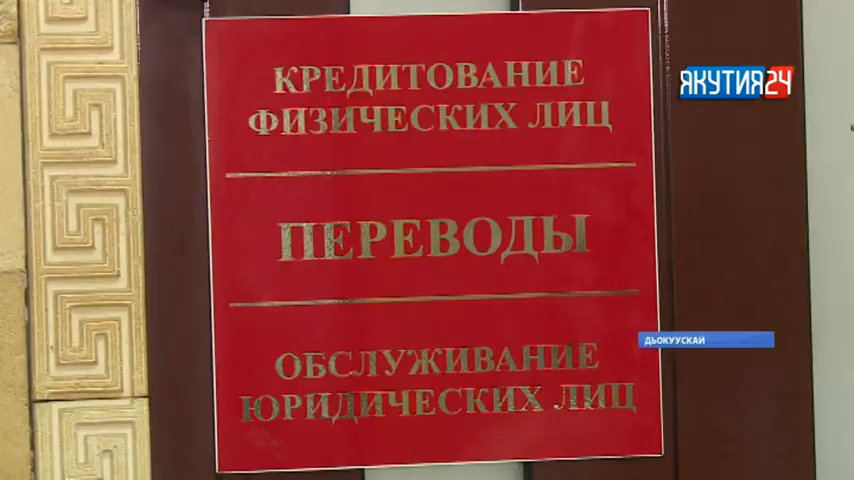 КРЕДИТОВАНИЕ
ФИЗИЧЕСКИХ ЛИЦ
ЯКУТИЯ24
ПЕРЕВОДЫ
ДЬОКУУСКАЙ
ОБСЛУЖИВАНИЕ
ЮРИДИЧЕСКИХ ЛИЦ